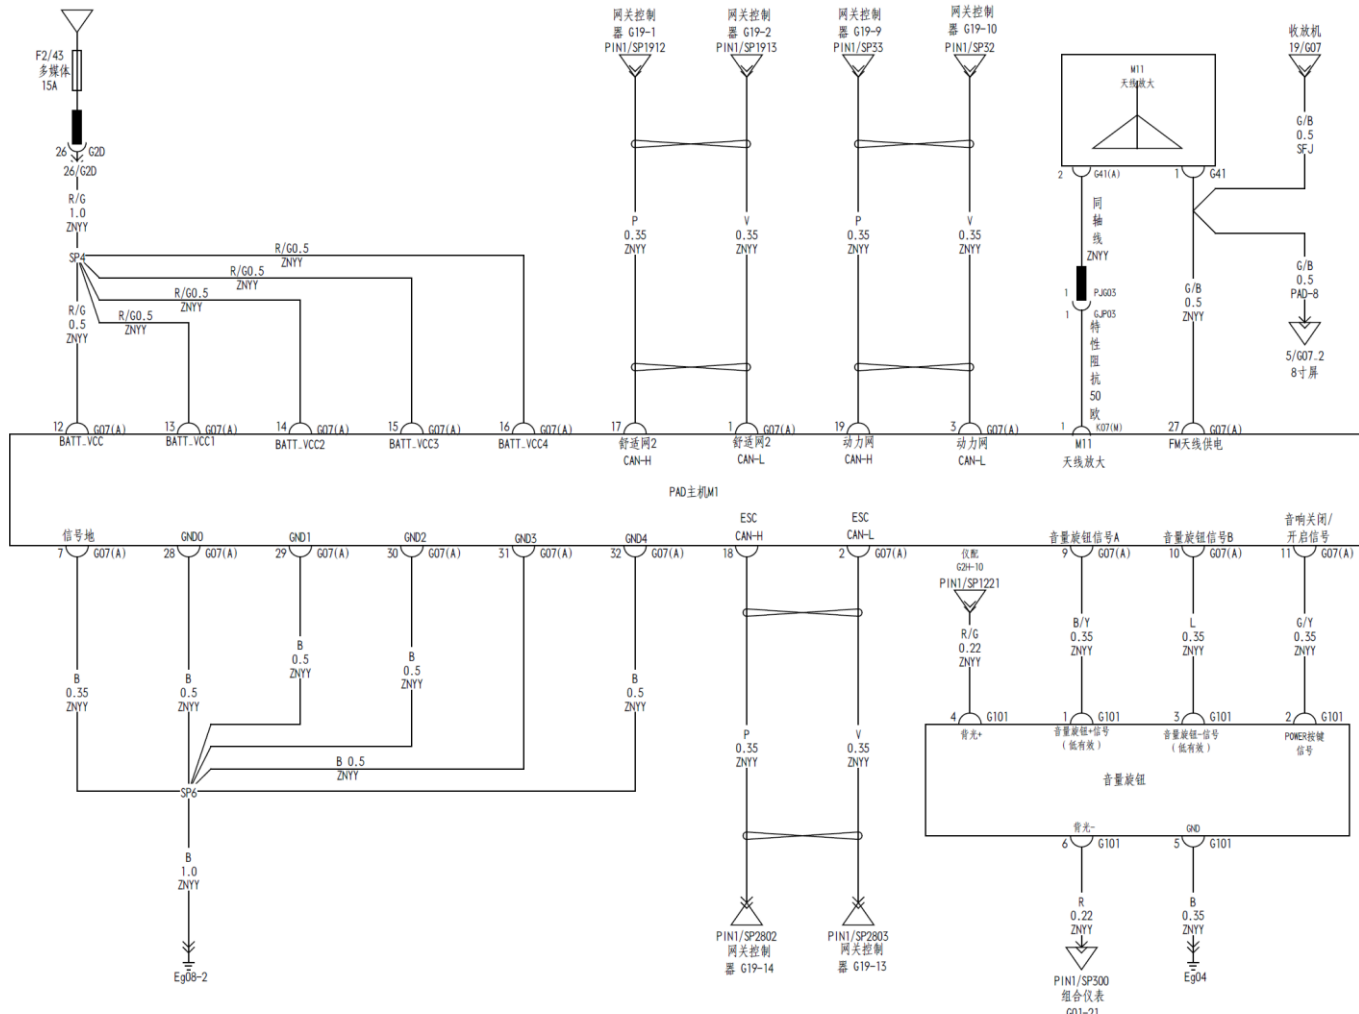 网关控制
器 G19-1
PIN1/SP1912
网关控制
器 G19-2
PIN1/SP1913
网关控制
器 G19-9
PIN1/SP33
网关控制
器 G19-10
PIN1/SP32
收放机
19/G07
F2/43
多媒体
15A
M11
天线放大
G/B
0.5
SFJ
26 G2D
26/G2D
2 G41(A)
1 G41
R/G
1.0
ZNYY
同
轴
线
ZNYY
P
0.35
ZNYY
V
0.35
ZNYY
P
0.35
ZNYY
V
0.35
ZNYY
SP4
R/G0.5
ZNYY
R/G0.5
ZNYY
R/G0.5
ZNYY
R/G0.5
ZNYY
R/G
0.5
ZNYY
1 PJG03
1 GJP03
特
性
阻
抗
50
欧
G/B
0.5
ZNYY
G/B
0.5
PAD-8
5/G07_2
8寸屏
12 G07(A)
BATT_VCC
13 G07(A)
BATT_VCC1
14 G07(A)
BATT_VCC2
15 G07(A)
BATT_VCC3
16 G07(A)
BATT_VCC4
17
舒适网2
CAN-H
1 G07(A)
舒适网2
CAN-L
19
动力网
CAN-H
3 G07(A)
动力网
CAN-L
1 K07(M)
M11
天线放大
27 G07(A)
FM天线供电
PAD主机M1
信号地
7 G07(A)
GND0
28 G07(A)
GND1
29 G07(A)
GND2
30 G07(A)
GND3
31 G07(A)
GND4
32 G07(A)
ESC
CAN-H
18
ESC
CAN-L
2 G07(A)
音量旋钮信号A
9 G07(A)
音量旋钮信号B
10 G07(A)
音响关闭/
开启信号
11 G07(A)
仪配
G2H-10
PIN1/SP1221
R/G
0.22
ZNYY
B/Y
0.35
ZNYY
L
0.35
ZNYY
G/Y
0.35
ZNYY
B
0.35
ZNYY
B
0.5
ZNYY
B
0.5
ZNYY
B
0.5
ZNYY
B
0.5
ZNYY
B 0.5
ZNYY
SP6
P
0.35
ZNYY
V
0.35
ZNYY
4 G101
背光+
1 G101
音量旋钮+信号
(低有效)
3 G101
音量旋钮-信号
(低有效)
2 G101
POWER按键
信号
音量旋钮
背光-
6 G101
GND
5 G101
B
1.0
ZNYY
Eg08-2
PIN1/SP2802
网关控制
器 G19-14
PIN1/SP2803
网关控制
器 G19-13
R
0.22
ZNYY
PIN1/SP300
组合仪表
G01-21
B
0.35
ZNYY
Eg04